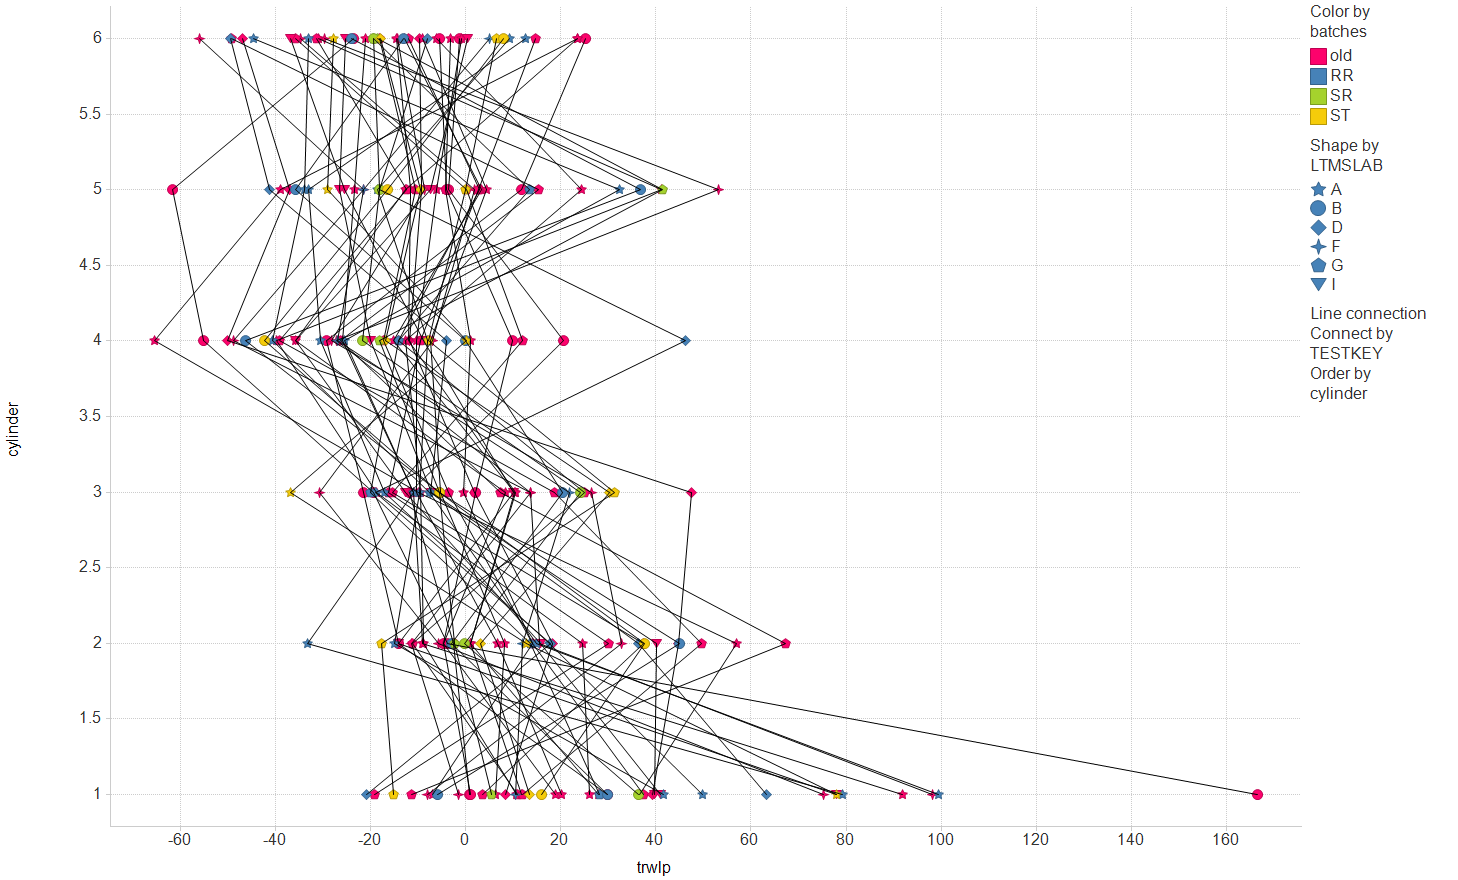 Color by
batches
old
RR
SR
ST
Shape by
LTMSLAB
A
B
D
F
G
I
Line connection
Connect by
TESTKEY
Order by
cylinder
6
5.5
5
4.5
4
3.5
3
2.5
2
1.5
1
cylinder
-60
-40
-20
0
20
40
60
80
100
120
140
160
trwlp